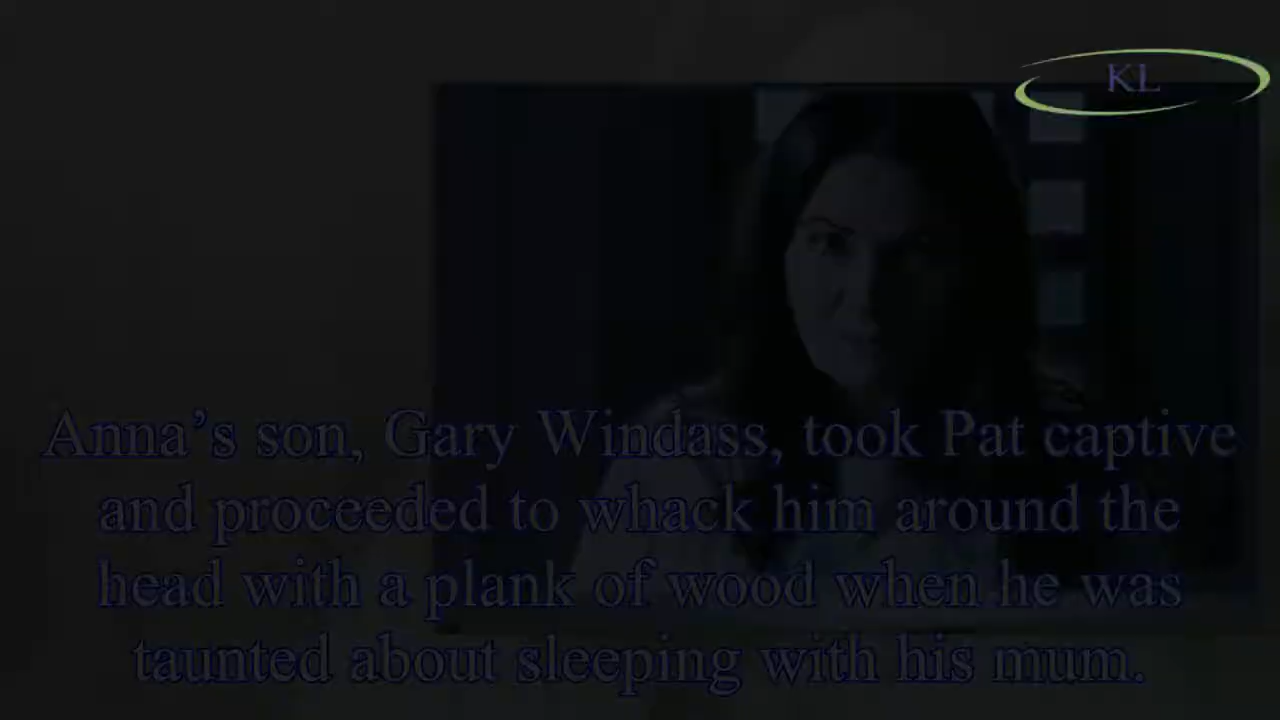 KL
Anna’s son, Gary Windass, took Pat captive
and proceeded to whack him around the
head with a plank of wood when he was
taunted about sleeping with his mum.